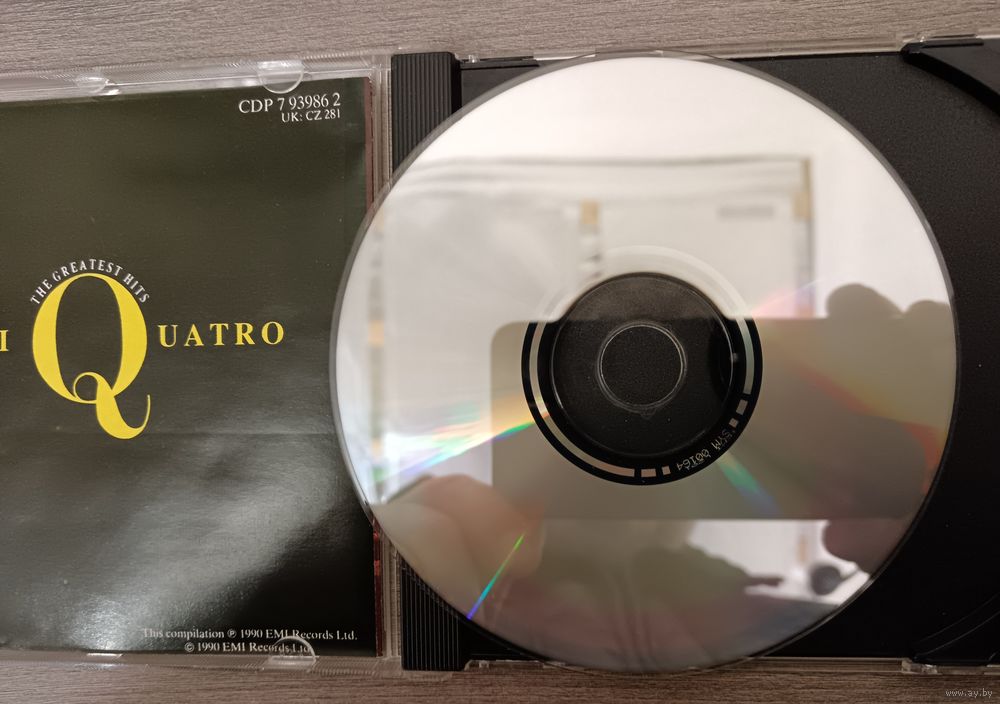 CDP 7 93986 2
UK: CZ 281
THE GREATEST HITS
I QUATRO
This compilation ℗ 1990 EMI Records Ltd.
© 1990 EMI Records Ltd.
www.ay.by